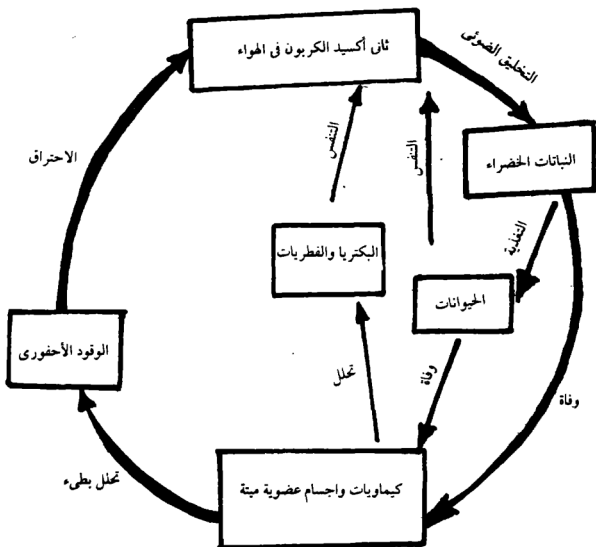 ثانى أكسيد الكربون فى الهواء
التخليق الضوئى
النباتات الخضراء
التنفس
التنفس
الاحتراق
التغذية
البكتريا والفطريات
الحيوانات
الوقود الأحفورى
وفاة
تحلل
وفاة
تحلل بطىء
كيماويات واجسام عضوية ميتة